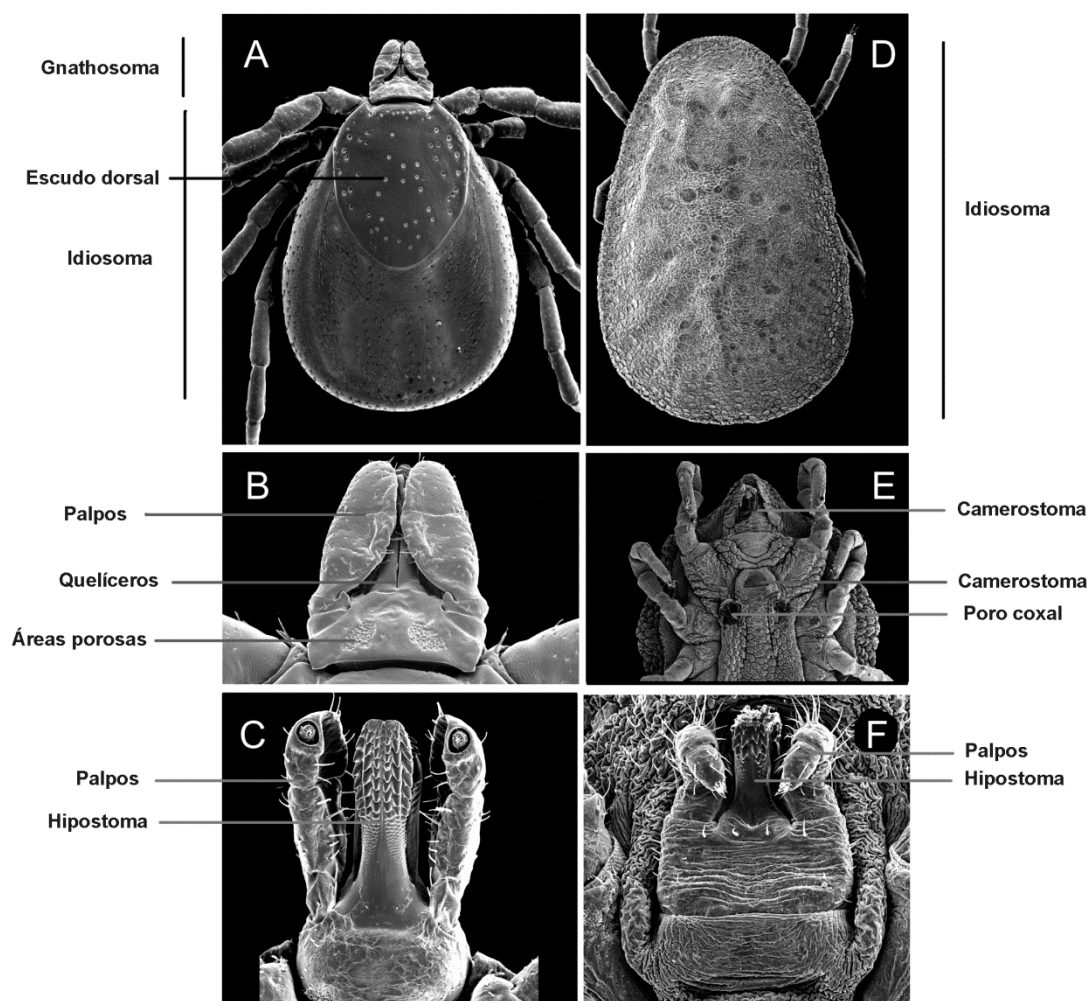 A
D
Gnathosoma
Escudo dorsal
Idiosoma
Idiosoma
B
E
Palpos
Camerostoma
Quelíceros
Camerostoma
Poro coxal
Áreas porosas
C
F
Palpos
Palpos
Hipostoma
Hipostoma